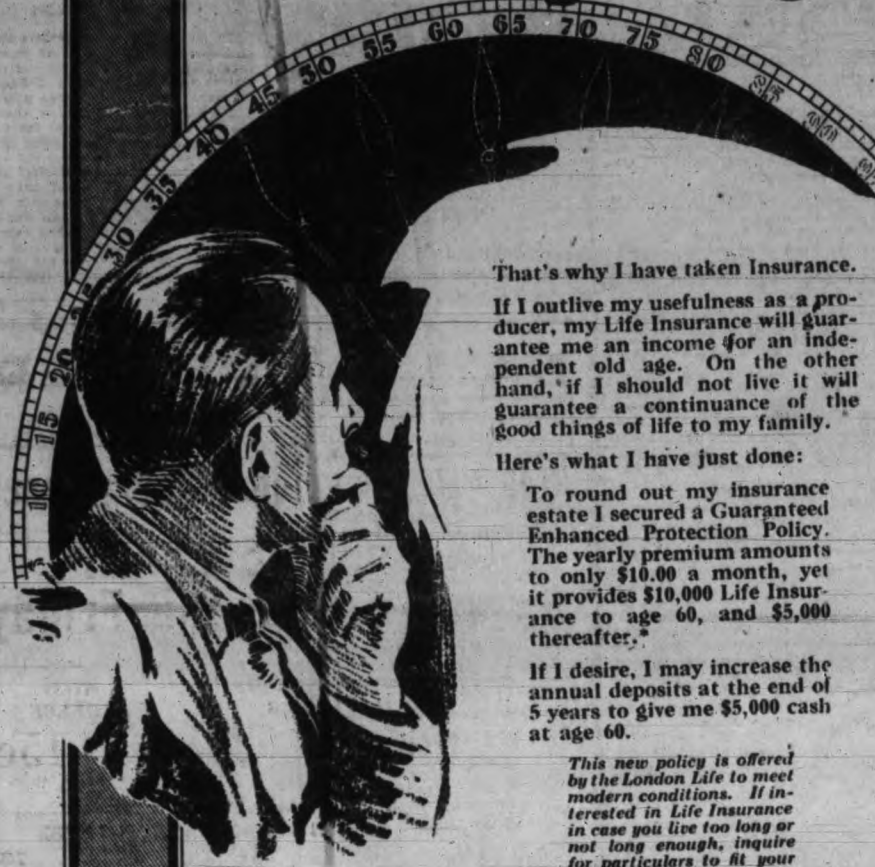 10
15
20
30
35
40
45
30
55
60
65
70
75
80
That's why I have taken Insurance.
If I outlive my usefulness as a pro-
ducer, my Life Insurance will guar-
antee me an income for an inde-
pendent old age. On the other
hand, if I should not live it will
guarantee a continuance of the
good things of life to my family.
Here's what I have just done:
To round out my insurance
estate I secured a Guaranteed
Enhanced Protection Policy.
The yearly premium amounts
to only $10.00 a month, yet
it provides $10,000 Life Insur-
ance to age 60, and $5,000
thereafter.*
If I desire, I may increase the
annual deposits at the end of
5 years to give me $5,000 cash
at age 60.
This new policy is offered
by the London Life to meet
modern conditions. If in-
terested in Life Insurance
in case you live too long or
not long enough, inquire
for particulars to fit your